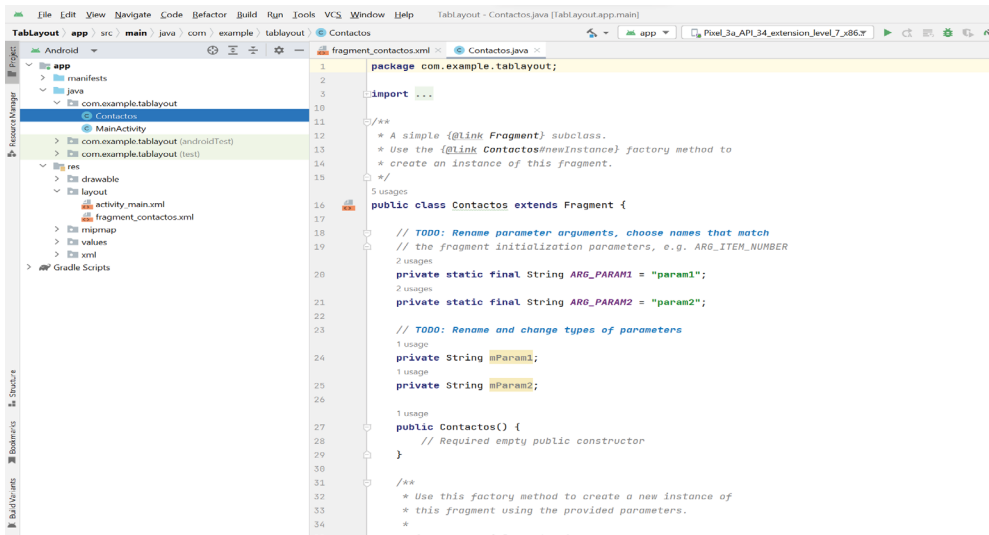 File Edit View Navigate Code Refactor Build Run Tools VCS Window Help TabLayout - Contactos.java [TabLayout.app.main]
TabLayout app src main java com example tablayout Contactos app Pixel_3a_API_34_extension_level_7_x86...
Android
fragment_contactos.xml Contactos.java
Project
Resource Manager
Structure
Bookmarks
Build Variants
app
manifests
java
com.example.tablayout
Contactos
MainActivity
com.example.tablayout (androidTest)
com.example.tablayout (test)
res
drawable
layout
activity_main.xml
fragment_contactos.xml
mipmap
values
xml
Gradle Scripts
1 package com.example.tablayout;
2
3 import ...
10
11 /**
12 * A simple {@link Fragment} subclass.
13 * Use the {@link Contactos#newInstance} factory method to
14 * create an instance of this fragment.
15 */
5 usages
16 public class Contactos extends Fragment {
17
18 // TODO: Rename parameter arguments, choose names that match
19 // the fragment initialization parameters, e.g. ARG_ITEM_NUMBER
2 usages
20 private static final String ARG_PARAM1 = "param1";
2 usages
21 private static final String ARG_PARAM2 = "param2";
22
23 // TODO: Rename and change types of parameters
1 usage
24 private String mParam1;
1 usage
25 private String mParam2;
26
1 usage
27 public Contactos() {
28 // Required empty public constructor
29 }
30
31 /**
32 * Use this factory method to create a new instance of
33 * this fragment using the provided parameters.
34 *